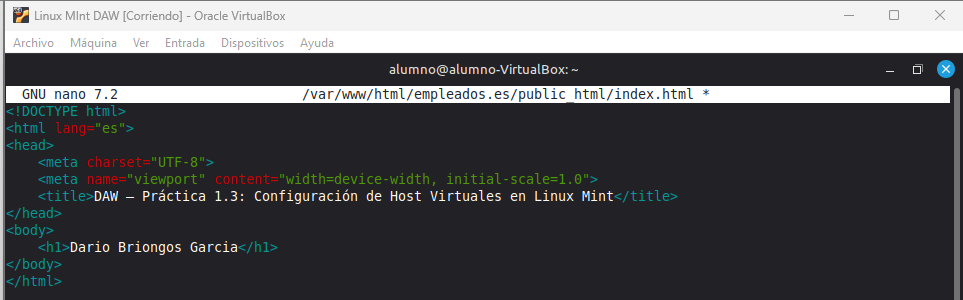 Linux MInt DAW [Corriendo] - Oracle VirtualBox
Archivo Máquina Ver Entrada Dispositivos Ayuda
alumno@alumno-VirtualBox: ~
GNU nano 7.2 /var/www/html/empleados.es/public_html/index.html *
<!DOCTYPE html>
<html lang="es">
<head>
    <meta charset="UTF-8">
    <meta name="viewport" content="width=device-width, initial-scale=1.0">
    <title>DAW – Práctica 1.3: Configuración de Host Virtuales en Linux Mint</title>
</head>
<body>
    <h1>Dario Briongos Garcia</h1>
</body>
</html>